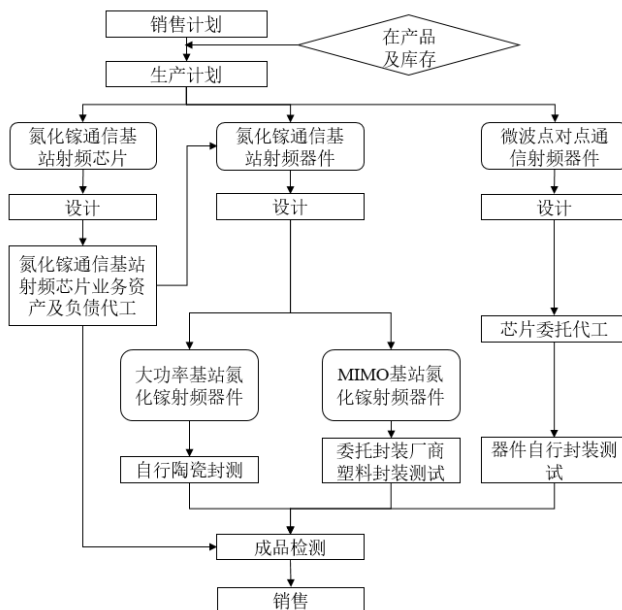 销售计划
在产品
及库存
生产计划
氮化镓通信基
站射频芯片
氮化镓通信基
站射频器件
微波点对点通
信射频器件
设计
设计
设计
氮化镓通信基站
射频芯片业务资
产及负债代工
芯片委托代工
大功率基站氮
化镓射频器件
MIMO基站氮
化镓射频器件
自行陶瓷封测
委托封装厂商
塑料封装测试
器件自行封装测
试
成品检测
销售